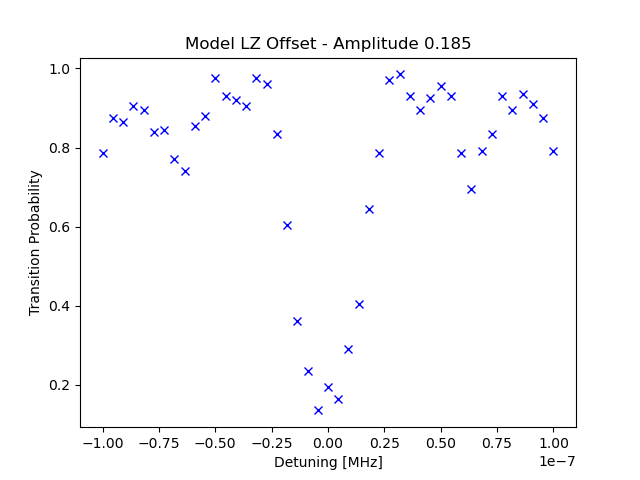 Model LZ Offset - Amplitude 0.185
1.0
0.8
0.6
0.4
0.2
Transition Probability
−1.00 −0.75 −0.50 −0.25 0.00 0.25 0.50 0.75 1.00
1e−7
Detuning [MHz]